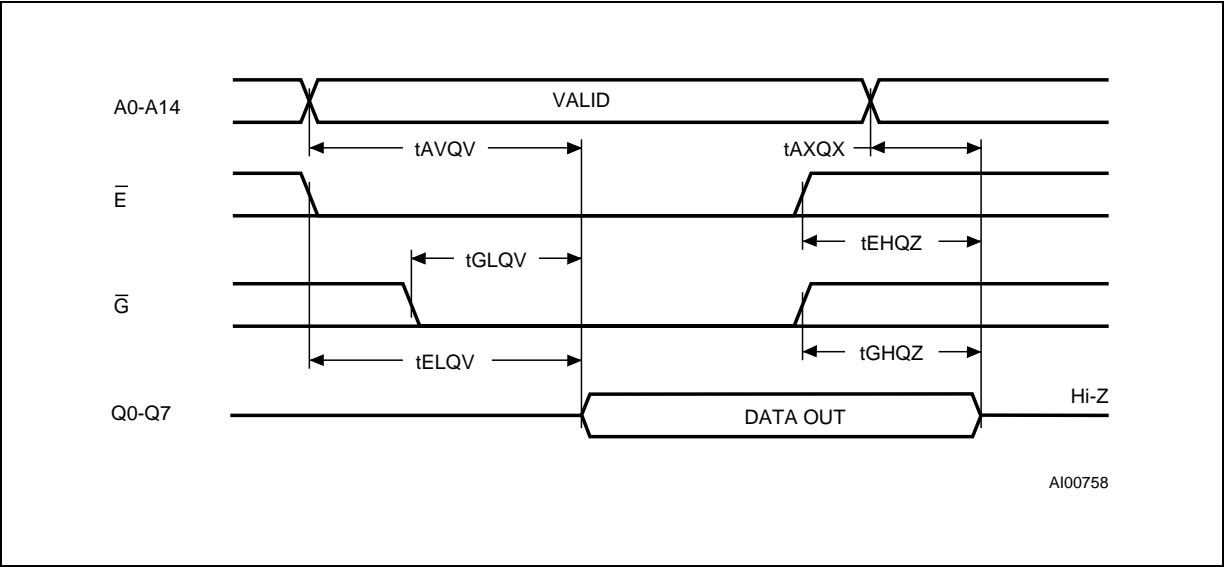 A0-A14
VALID
tAVQV
tAXQX
E̅
tEHQZ
tGLQV
G̅
tGHQZ
tELQV
Hi-Z
Q0-Q7
DATA OUT
AI00758